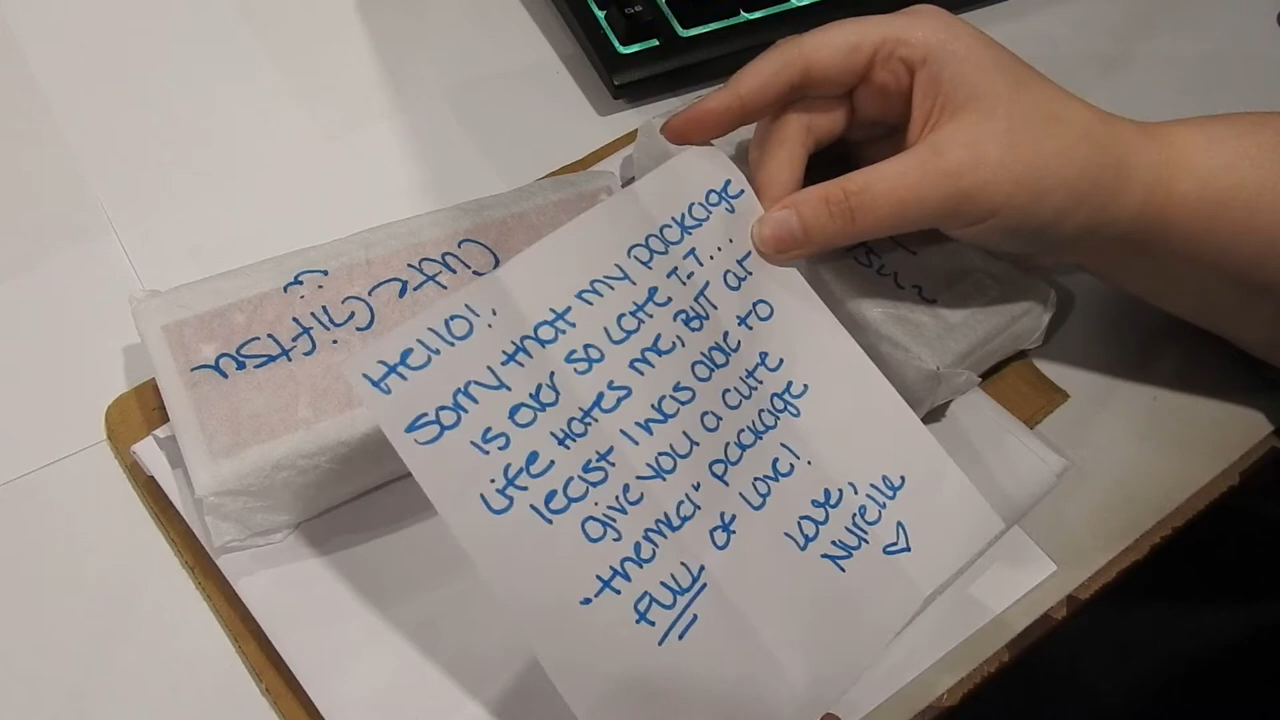 Hello!
Sorry that my package
is over so late T-T...
Life hates me, BUT at
least I was able to
give you a cute
"themed" package
FULL of love!
Love,
Nyreille
Cute Giftsu